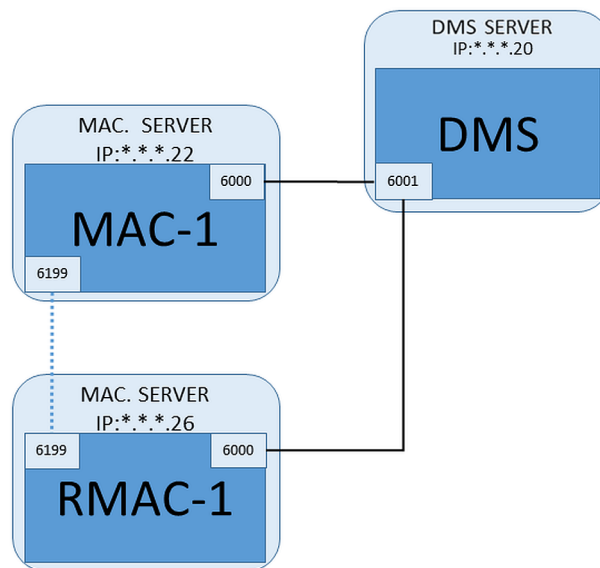 DMS SERVER
IP:*.*.*.20
DMS
6001
MAC. SERVER
IP:*.*.*.22
6000
MAC-1
6199
MAC. SERVER
IP:*.*.*.26
6199
6000
RMAC-1